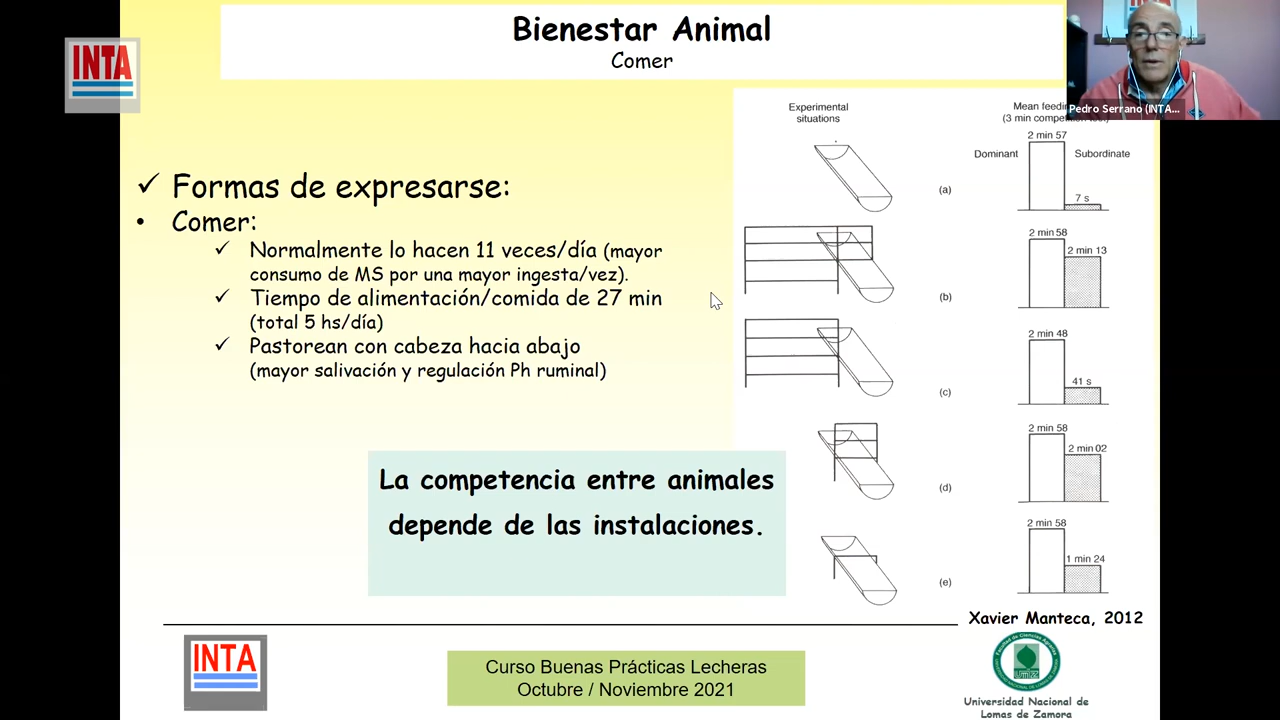 Bienestar Animal
Comer
INTA
Pedro Serrano (INTA...
✓ Formas de expresarse:
• Comer:
✓ Normalmente lo hacen 11 veces/día (mayor
consumo de MS por una mayor ingesta/vez).
✓ Tiempo de alimentación/comida de 27 min
(total 5 hs/día)
✓ Pastorean con cabeza hacia abajo
(mayor salivación y regulación Ph ruminal)
La competencia entre animales
depende de las instalaciones.
Experimental
situations
Mean
(3 min
Dominant
Subordinate
2 min 57
7 s
(a)
2 min 58
2 min 13
(b)
2 min 48
41 s
(c)
2 min 58
2 min 02
(d)
2 min 58
1 min 24
(e)
Xavier Manteca, 2012
INTA
Curso Buenas Prácticas Lecheras
Octubre / Noviembre 2021
Universidad Nacional de
Lomas de Zamora